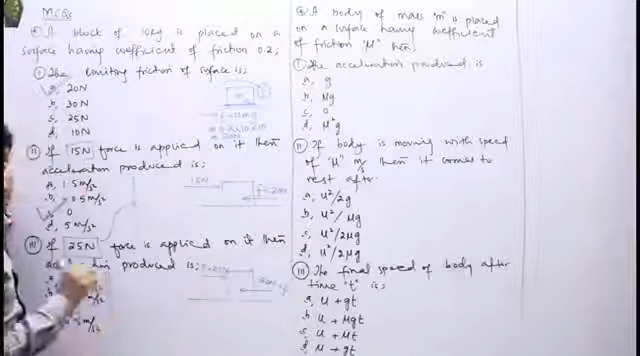 MCQs
A block of 10kg is placed on a
surface having coefficient of friction 0.2;
i The limiting friction of surface is;
a, 20N
b, 30N
c, 25N
d, 10N
ii If 15N force is applied on it then
acceleration produced is;
a, 1.5 m/s²
b, 0.5 m/s²
c, 0
d, 5 m/s²
15N
iii If 25N force is applied on it then
produced is;
m/s²
m/s²
A body of mass "m" is placed
on a surface having coefficient
of friction "μ" then
i The acceleration produced is
a, g
b, μg
c, 0
d, μ²g
ii If body is moving with speed
of "u" m/s then it comes to
rest after.
a, u²/2g
b, u²/μg
c, u²/2μg
d, u²/2μg
iii The final speed of body after
time "t" is;
a, u + gt
b, u + μgt
c, u + μt
d, μ + gt